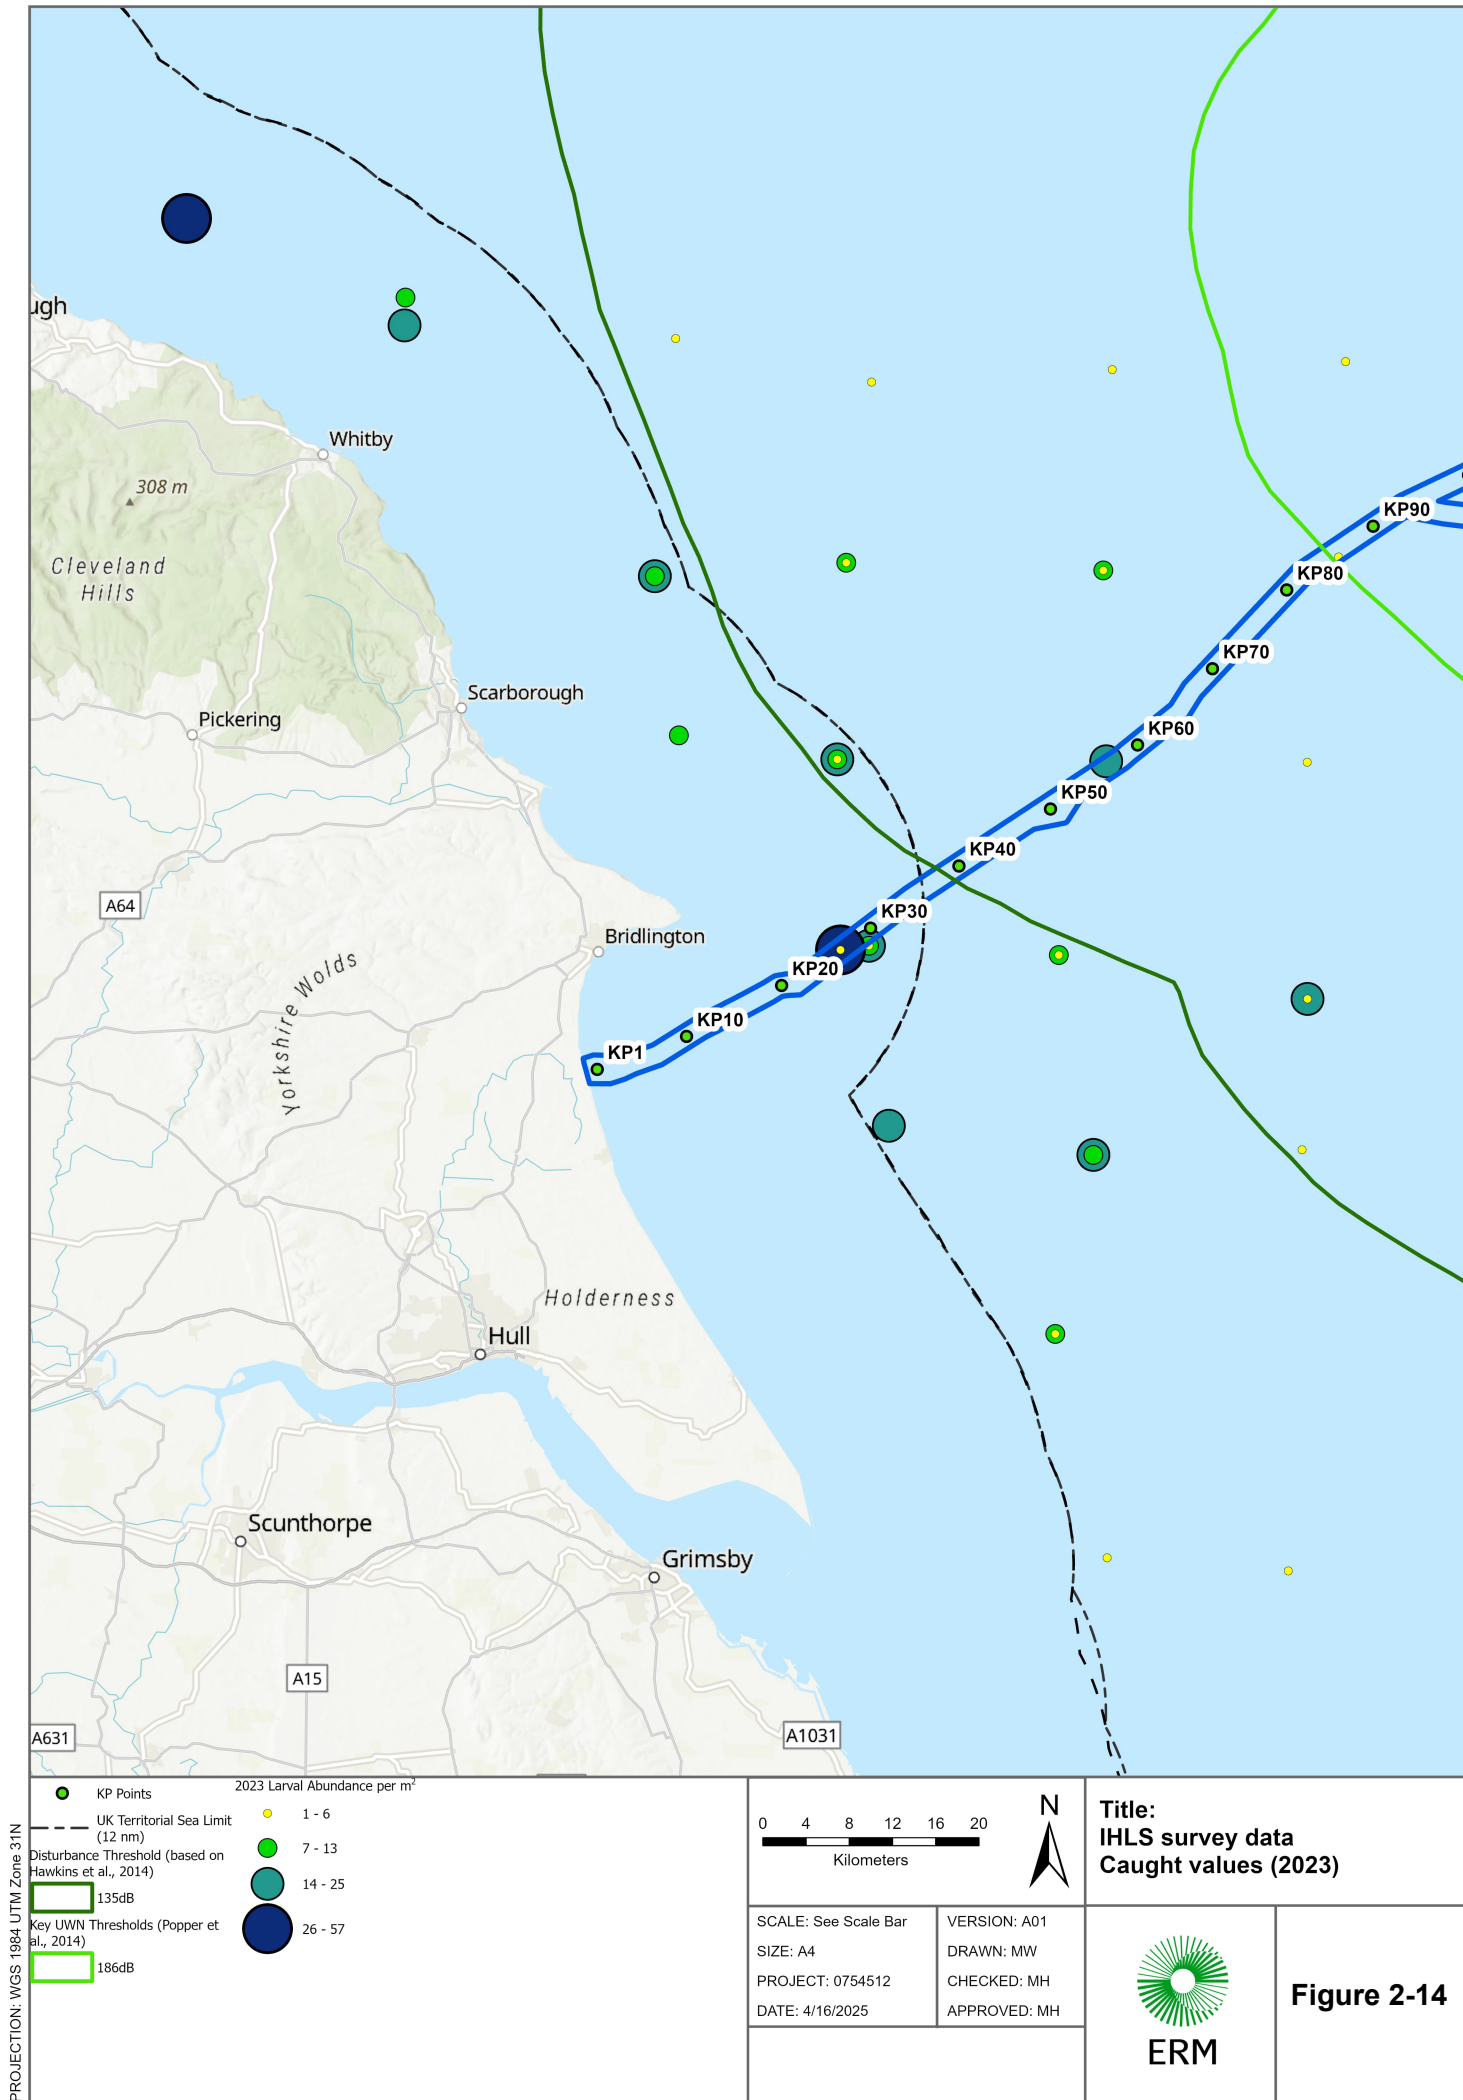 ugh
Whitby
308 m
Cleveland
Hills
KP90
KP80
KP70
Scarborough
Pickering
KP60
KP50
KP40
A64
KP30
Bridlington
KP20
Yorkshire Wolds
KP10
KP1
Holderness
Hull
Scunthorpe
Grimsby
A15
A631
A1031
PROJECTION: WGS 1984 UTM Zone 31N
KP Points
UK Territorial Sea Limit
(12 nm)
Disturbance Threshold (based on
Hawkins et al., 2014)
135dB
Key UWN Thresholds (Popper et
al., 2014)
186dB
2023 Larval Abundance per m²
1 - 6
7 - 13
14 - 25
26 - 57
0 4 8 12 16 20
Kilometers
N
Title:
IHLS survey data
Caught values (2023)
SCALE: See Scale Bar
SIZE: A4
PROJECT: 0754512
DATE: 4/16/2025
VERSION: A01
DRAWN: MW
CHECKED: MH
APPROVED: MH
ERM
Figure 2-14